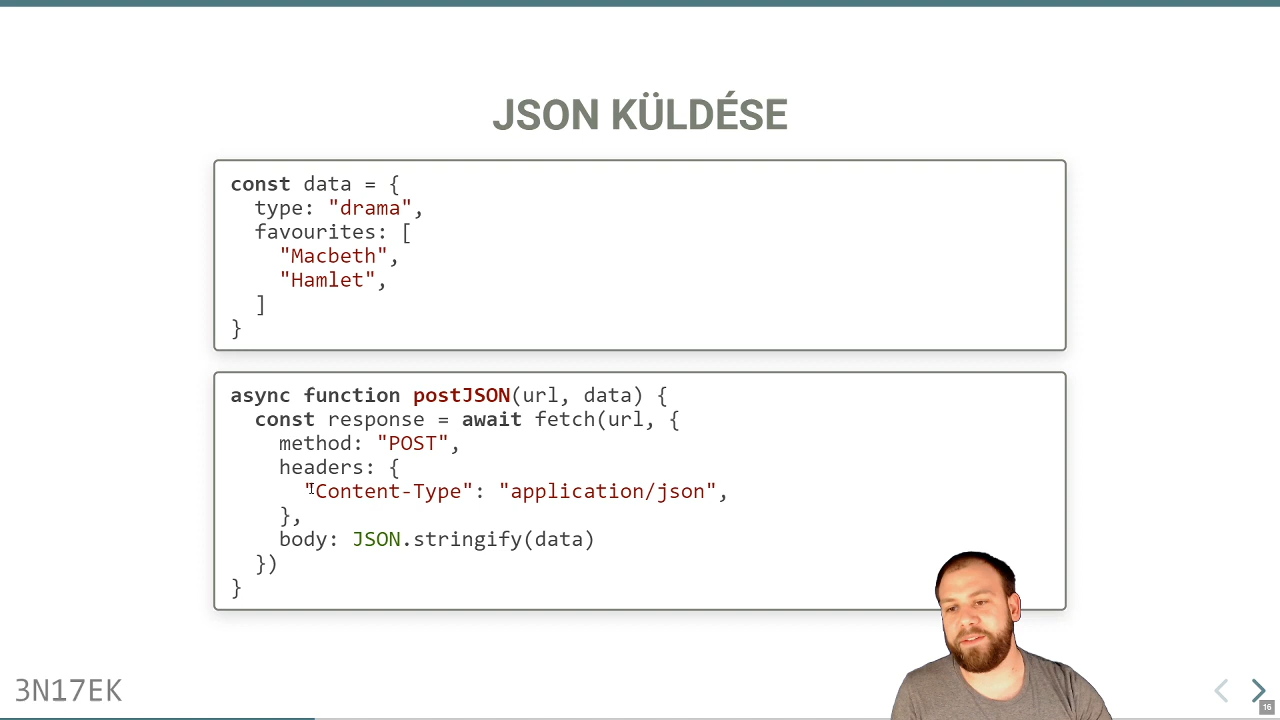 JSON KÜLDÉSE
const data = {
  type: "drama",
  favourites: [
    "Macbeth",
    "Hamlet",
  ]
}
async function postJSON(url, data) {
  const response = await fetch(url, {
    method: "POST",
    headers: {
      "Content-Type": "application/json",
    },
    body: JSON.stringify(data)
  })
}
3N17EK
16